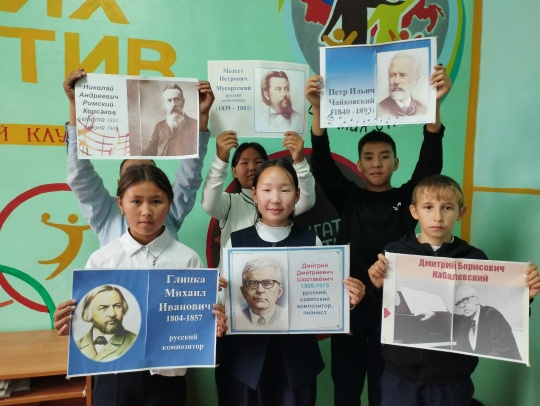 ИХ
ТИВ
Николай
Андреевич
Римский-
Корсаков
Модест
Петрович
Мусоргский
русский
композитор
(1839 – 1881)
Петр Ильич
Чайковский
(1840 -1893)
Глинка
Михаил
Иванович
1804-1857
русский
композитор
Дмитрий
Дмитриевич
Шостакович
1906-1975
русский,
советский
композитор,
пианист
Дмитрий Борисович
Кабалевский